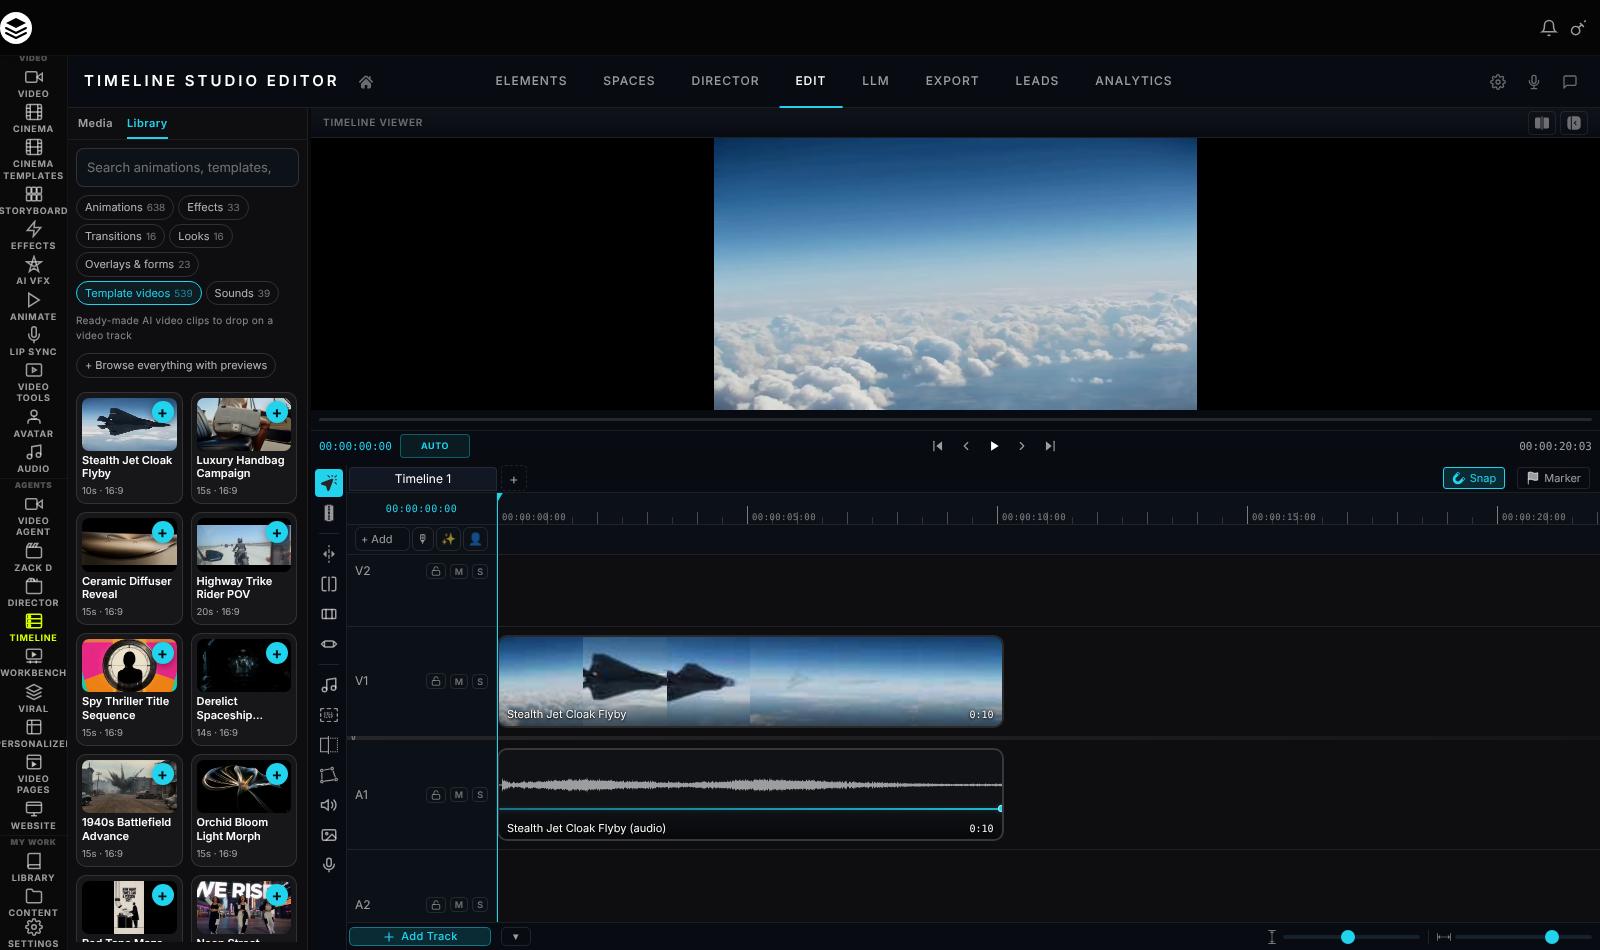 VIDEO
VIDEO
CINEMA
CINEMA
TEMPLATES
STORYBOARD
EFFECTS
AI VFX
ANIMATE
LIP SYNC
VIDEO
TOOLS
AVATAR
AUDIO
AGENTS
VIDEO
AGENT
ZACK D
DIRECTOR
TIMELINE
WORKBENCH
VIRAL
PERSONALIZE
VIDEO
PAGES
WEBSITE
MY WORK
LIBRARY
CONTENT
SETTINGS
TIMELINE STUDIO EDITOR
ELEMENTS
SPACES
DIRECTOR
EDIT
LLM
EXPORT
LEADS
ANALYTICS
Media
Library
Search animations, templates,
Animations 638
Effects 33
Transitions 16
Looks 16
Overlays & forms 23
Template videos 539
Sounds 39
Ready-made AI video clips to drop on a
video track
+ Browse everything with previews
Stealth Jet Cloak
Flyby
10s · 16:9
Luxury Handbag
Campaign
15s · 16:9
Ceramic Diffuser
Reveal
15s · 16:9
Highway Trike
Rider POV
20s · 16:9
Spy Thriller Title
Sequence
15s · 16:9
Derelict
Spaceship...
14s · 16:9
1940s Battlefield
Advance
15s · 16:9
Orchid Bloom
Light Morph
15s · 16:9
WE RISE
TIMELINE VIEWER
00:00:00:00
AUTO
00:00:20:03
Timeline 1
+
Snap
Marker
00:00:00:00
00:00:00:00
00:00:05:00
00:00:10:00
00:00:15:00
00:00:20:00
+ Add
V2
M
S
V1
M
S
Stealth Jet Cloak Flyby
0:10
A1
M
S
Stealth Jet Cloak Flyby (audio)
0:10
A2
M
S
+ Add Track